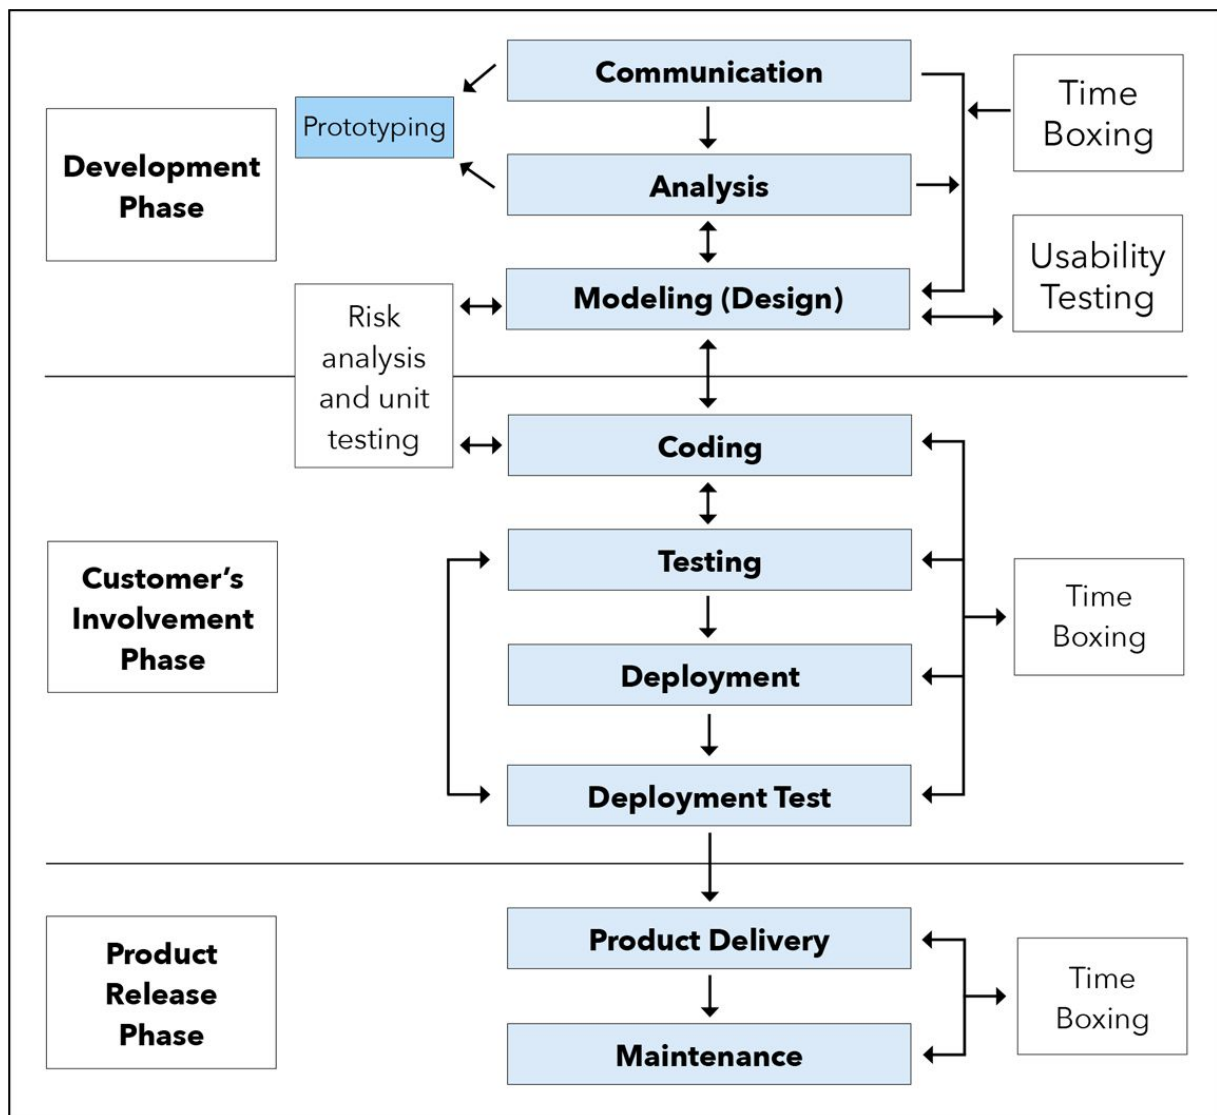 Communication
Time
Boxing
Prototyping
Development
Phase
Analysis
Usability
Testing
Modeling (Design)
Risk
analysis
and unit
testing
Coding
Customer’s
Involvement
Phase
Testing
Time
Boxing
Deployment
Deployment Test
Product
Release
Phase
Product Delivery
Time
Boxing
Maintenance